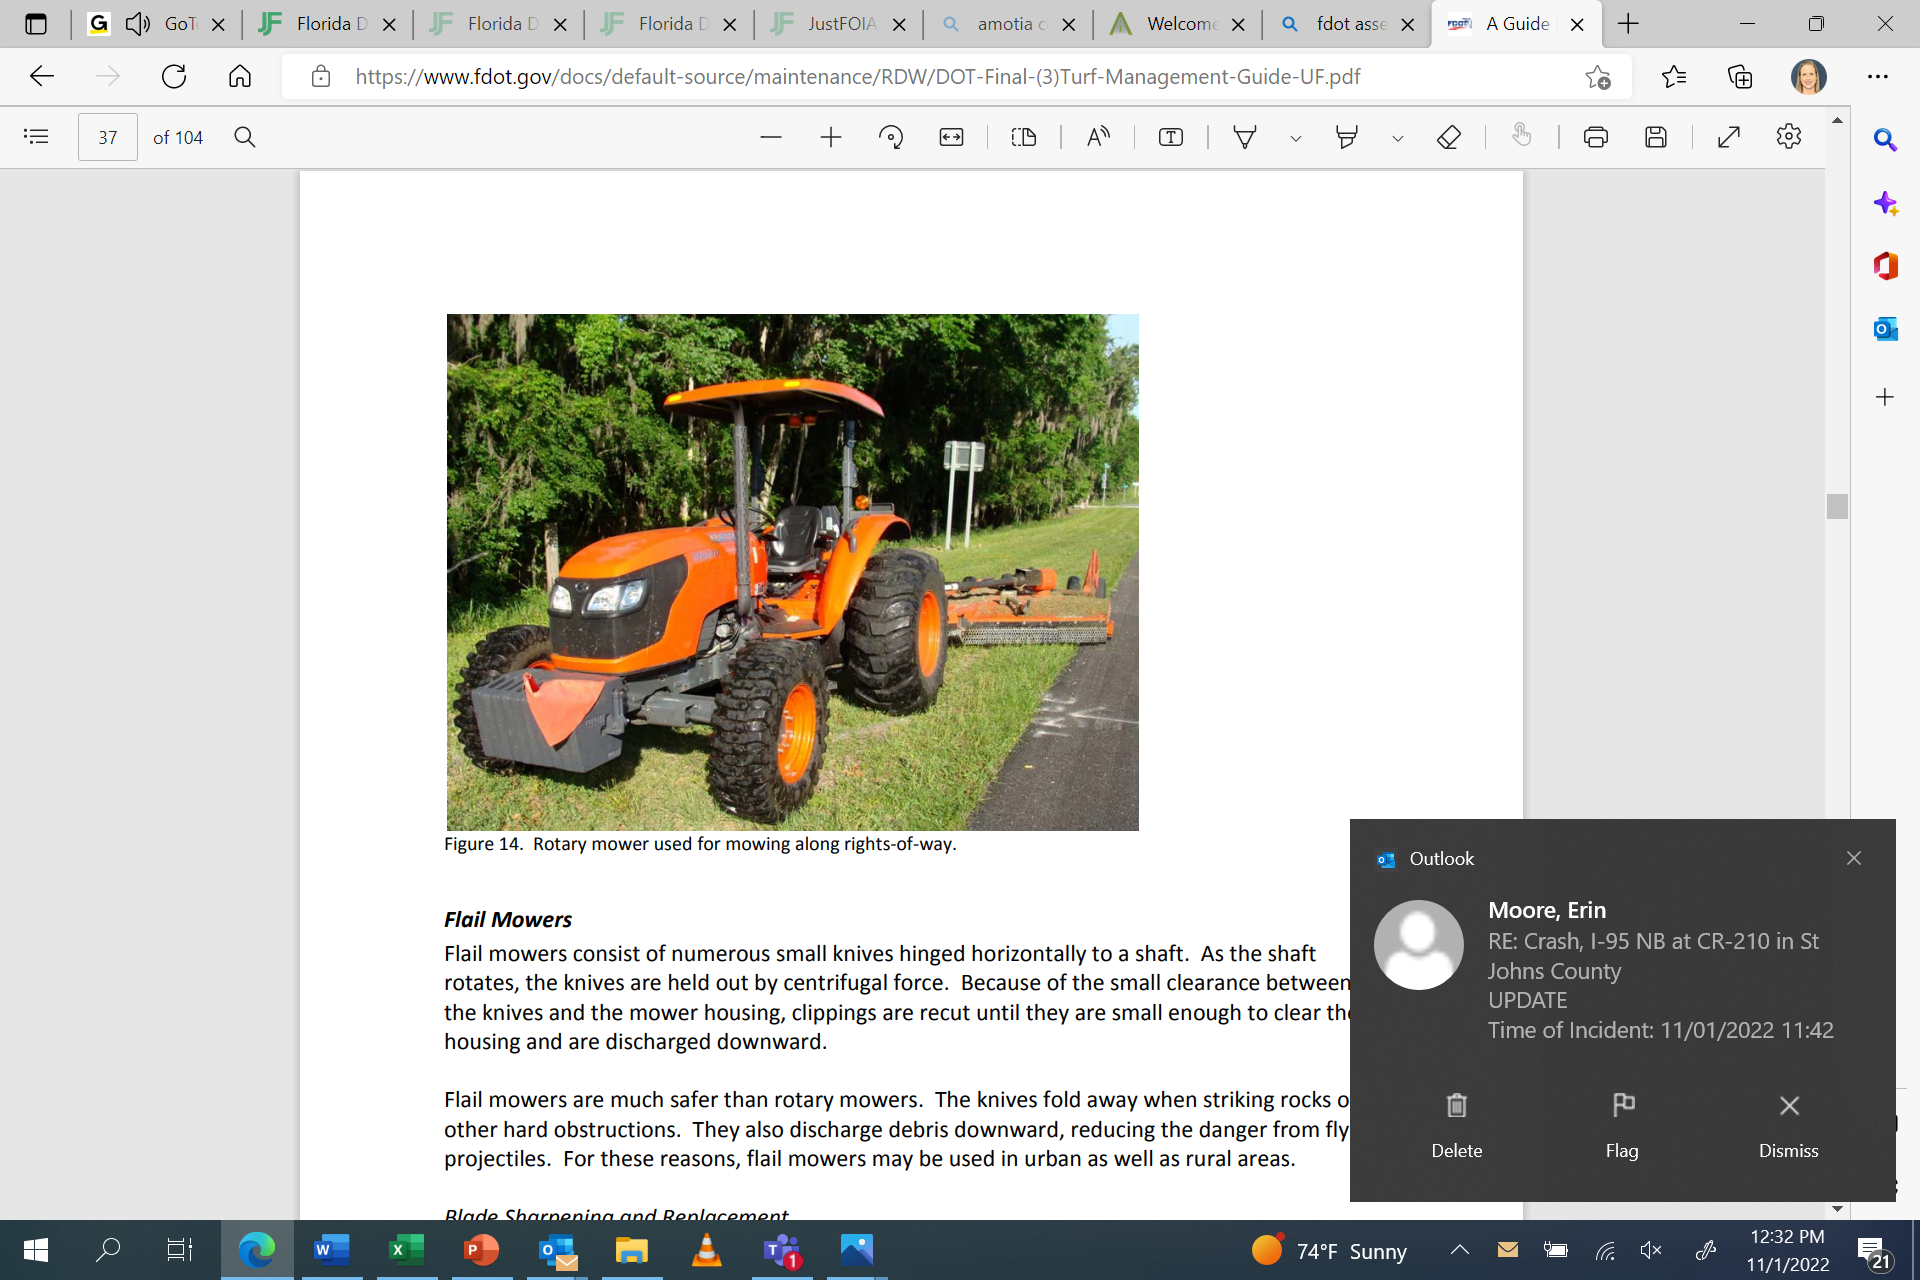 GoTo
Florida D
Florida D
Florida D
JustFOIA
amotia c
Welcome
fdot asse
A Guide
https://www.fdot.gov/docs/default-source/maintenance/RDW/DOT-Final-(3)Turf-Management-Guide-UF.pdf
37 of 104
Figure 14.  Rotary mower used for mowing along rights-of-way.
Flail Mowers
Flail mowers consist of numerous small knives hinged horizontally to a shaft.  As the shaft
rotates, the knives are held out by centrifugal force.  Because of the small clearance between
the knives and the mower housing, clippings are recut until they are small enough to clear the
housing and are discharged downward.
Flail mowers are much safer than rotary mowers.  The knives fold away when striking rocks o
other hard obstructions.  They also discharge debris downward, reducing the danger from fly
projectiles.  For these reasons, flail mowers may be used in urban as well as rural areas.
Blade Sharpening and Replacement
Outlook
Moore, Erin
RE: Crash, I-95 NB at CR-210 in St
Johns County
UPDATE
Time of Incident: 11/01/2022 11:42
Delete
Flag
Dismiss
74°F Sunny
12:32 PM
11/1/2022
21